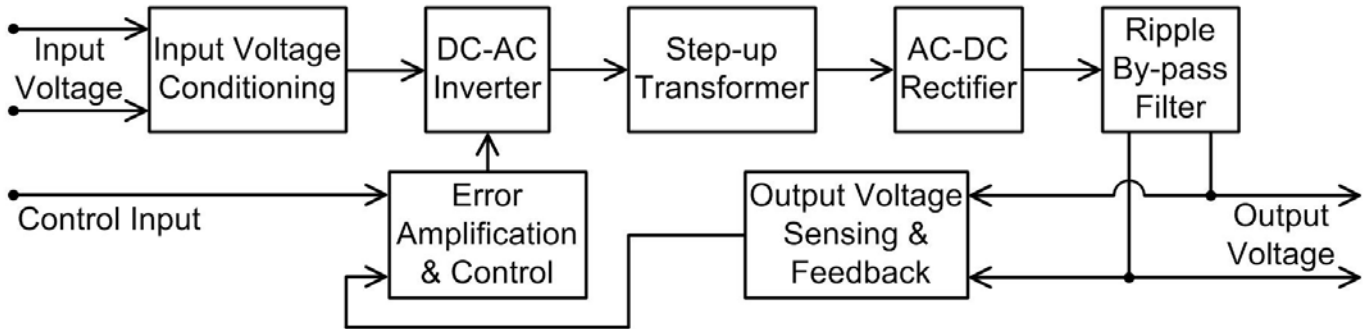 Input
Voltage
Input Voltage
Conditioning
DC-AC
Inverter
Step-up
Transformer
AC-DC
Rectifier
Ripple
By-pass
Filter
Control Input
Error
Amplification
& Control
Output Voltage
Sensing &
Feedback
Output
Voltage